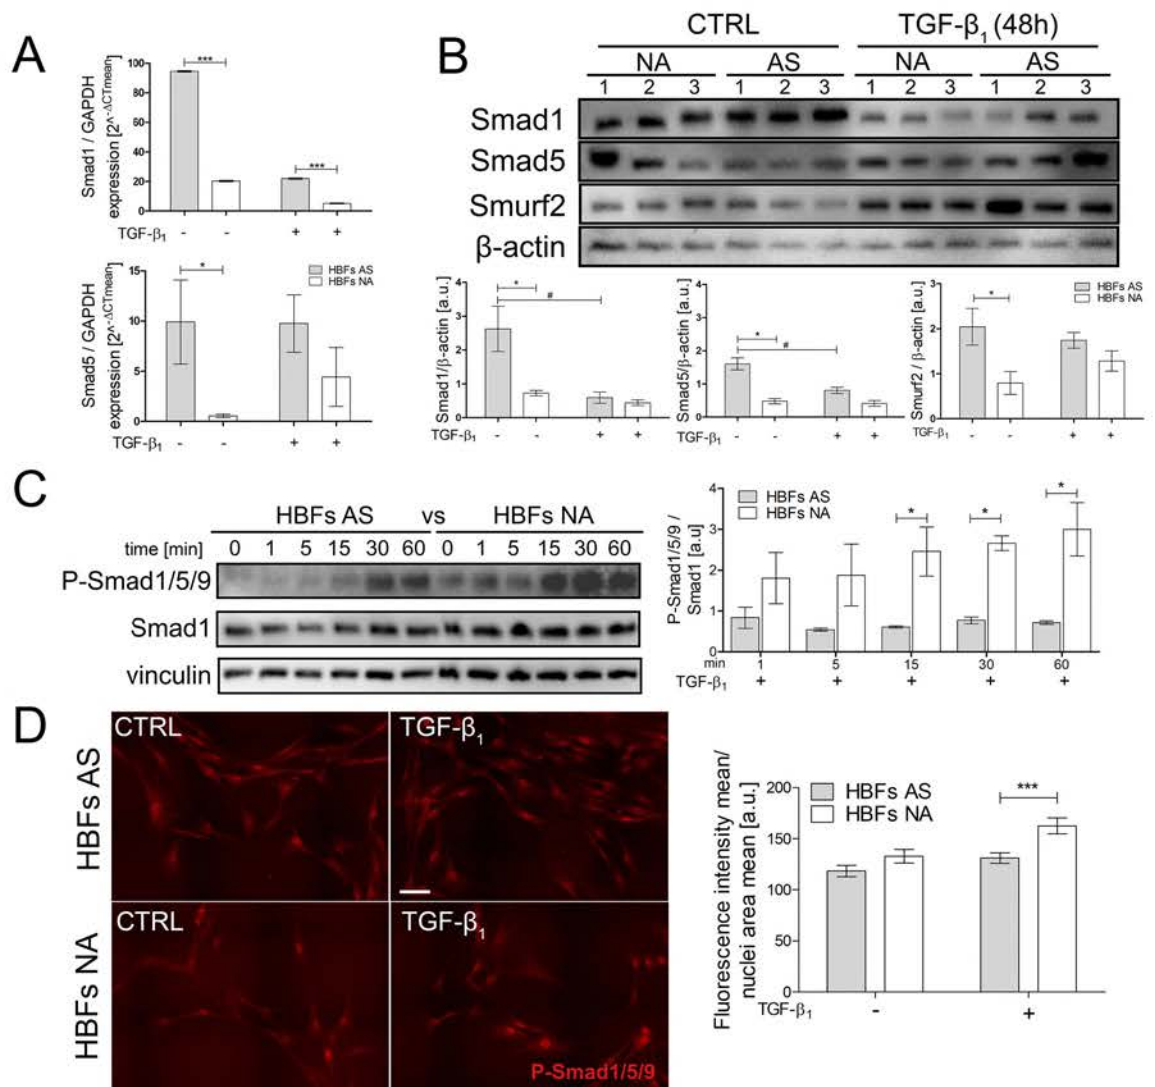 A
Smad1 / GAPDH
expression [2^-ΔCTmean]
100
80
60
40
20
0
***
***
TGF-β1 - - + +
Smad5 / GAPDH
expression [2^-ΔCTmean]
15
10
5
0
*
HBFs AS
HBFs NA
TGF-β1 - - + +
B
CTRL TGF-β1 (48h)
NA AS NA AS
1 2 3 1 2 3 1 2 3 1 2 3
Smad1
Smad5
Smurf2
β-actin
Smad1/β-actin [a.u.]
4
3
2
1
0
*
#
TGF-β1 - - + +
Smad5/β-actin [a.u.]
4
3
2
1
0
*
#
TGF-β1 - - + +
Smurf2 / β-actin [a.u.]
3
2
1
0
*
HBFs AS
HBFs NA
TGF-β1 - - + +
C
HBFs AS vs HBFs NA
time [min] 0 1 5 15 30 60 0 1 5 15 30 60
P-Smad1/5/9
Smad1
vinculin
P-Smad1/5/9 /
Smad1 [a.u]
4
3
2
1
0
HBFs AS
HBFs NA
* * *
min 1 5 15 30 60
TGF-β1 + + + + +
D
HBFs AS
CTRL TGF-β1
HBFs NA
CTRL TGF-β1
P-Smad1/5/9
Fluorescence intensity mean/
nuclei area mean [a.u.]
200
150
100
50
0
HBFs AS
HBFs NA
***
TGF-β1 - +